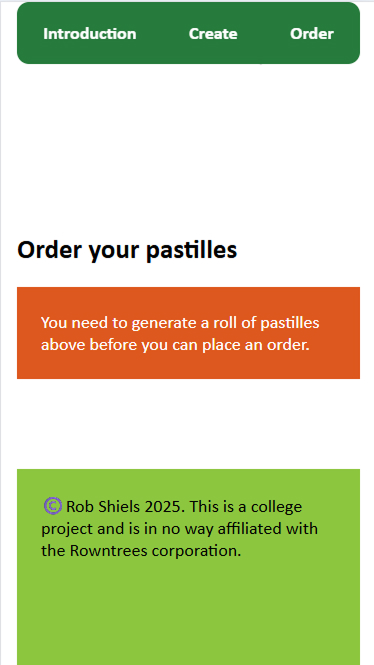 Introduction Create Order
Order your pastilles
You need to generate a roll of pastilles
above before you can place an order.
© Rob Shiels 2025. This is a college
project and is in no way affiliated with
the Rowntrees corporation.